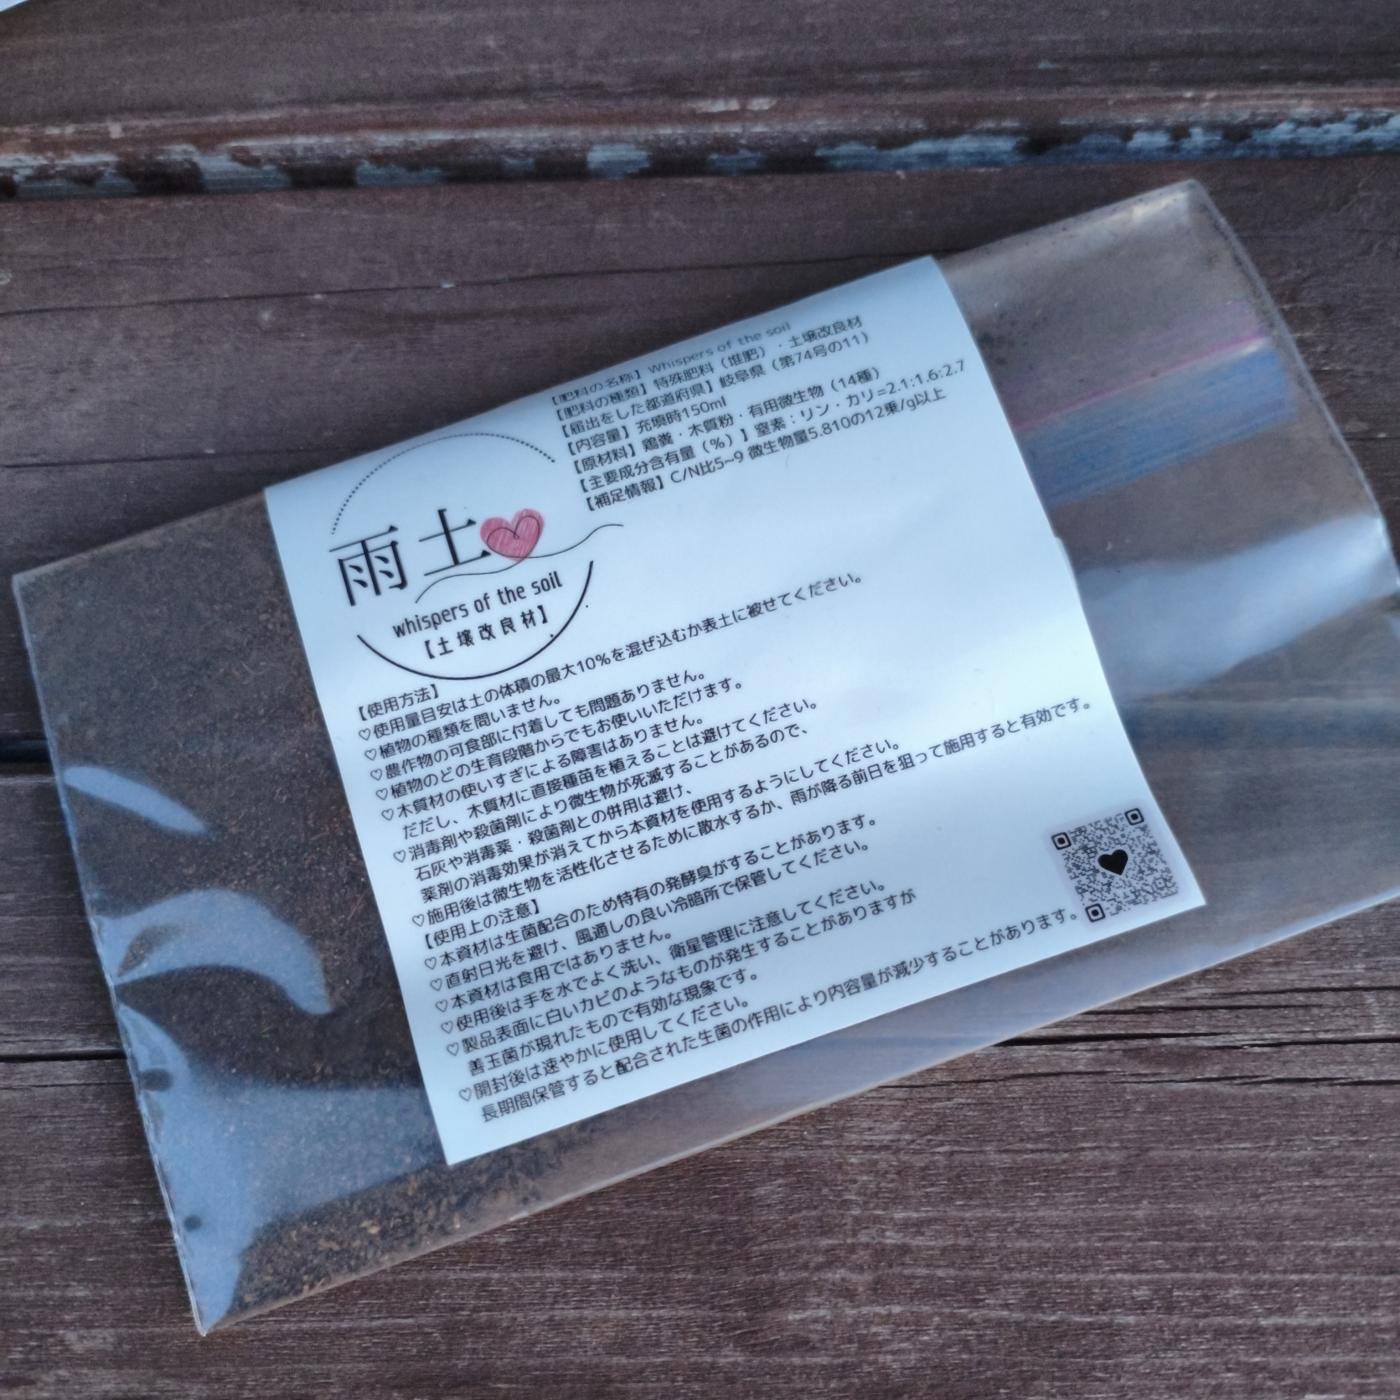 【肥料の名称】Whispers of the soil
【肥料の種類】特殊肥料（堆肥）・土壌改良材
【届出をした都道府県】岐阜県（第74号の11）
【内容量】充填時150ml
【原材料】鶏糞・木質粉・有用微生物（14種）
【主要成分含有量（%）】窒素：リン・カリ=2.1:1.6:2.7
【補足情報】C/N比5~9 微生物量5.810の12乗/g以上
雨土
whispers of the soil
【土壌改良材】
【使用方法】
♡使用量目安は土の体積の最大10%を混ぜ込むか表土に被せてください。
♡植物の種類を問いません。
♡農作物の可食部に付着しても問題ありません。
♡植物のどの生育段階からでもお使いいただけます。
♡木質材の使いすぎによる障害はありません。
だだし、木質材に直接種苗を植えることは避けてください。
♡消毒剤や殺菌剤により微生物が死滅することがあるので、
石灰や消毒薬・殺菌剤との併用は避け、
薬剤の消毒効果が消えてから本資材を使用するようにしてください。
♡施用後は微生物を活性化させるために散水するか、雨が降る前日を狙って施用すると有効です。
【使用上の注意】
♡本資材は生菌配合のため特有の発酵臭がすることがあります。
♡直射日光を避け、風通しの良い冷暗所で保管してください。
♡本資材は食用ではありません。
♡使用後は手を水でよく洗い、衛星管理に注意してください。
♡製品表面に白いカビのようなものが発生することがありますが
善玉菌が現れたもので有効な現象です。
♡開封後は速やかに使用してください。
長期間保管すると配合された生菌の作用により内容量が減少することがあります。